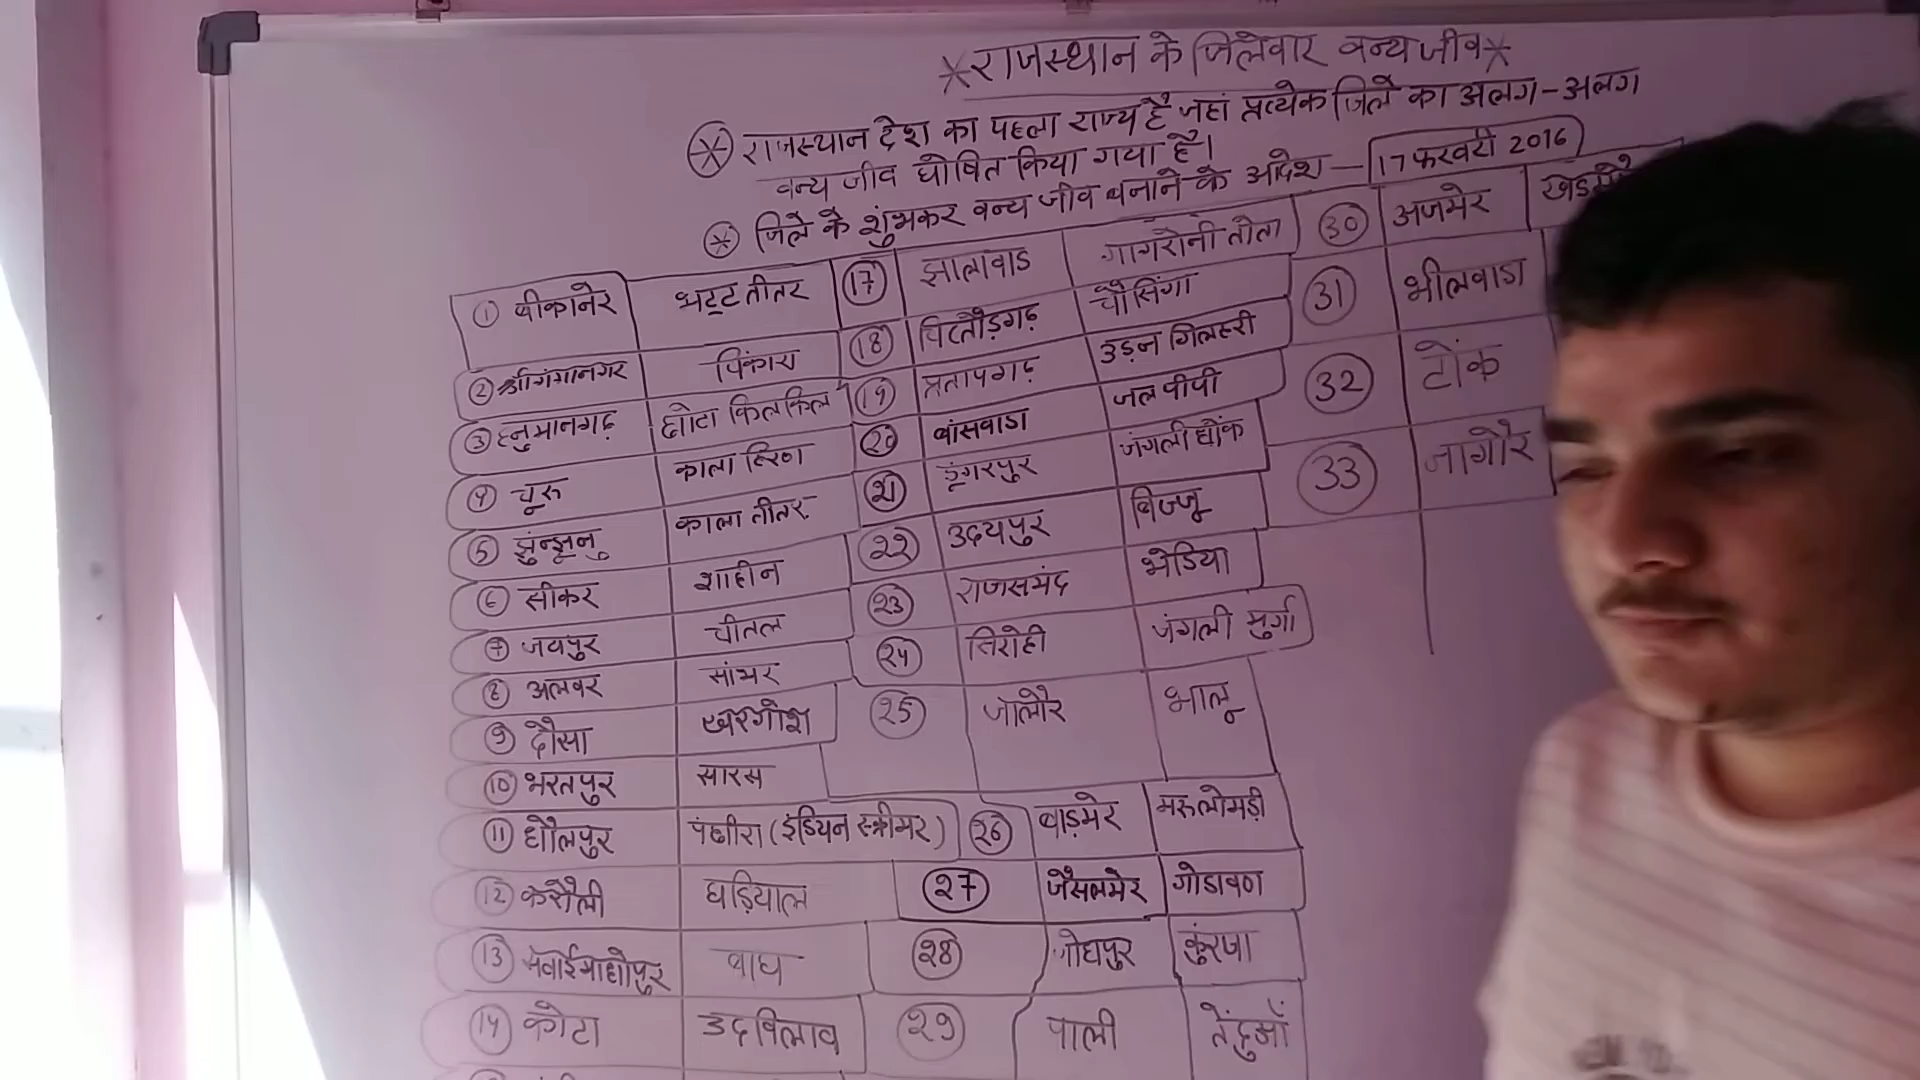 *राजस्थान के जिलेवार वन्य जीव*
* राजस्थान देश का पहला राज्य है जहां प्रत्येक जिले का अलग-अलग
वन्य जीव घोषित किया गया है।
* जिले के शुंभकर वन्य जीव बनाने के आदेश - 17 फरवरी 2016
1 बीकानेर भट्ट तीतर
2 श्रीगंगानगर चिंकारा
3 हनुमानगढ़ छोटा किलकिल
4 चूरू काला हिरण
5 झुंन्झुनु काला तीतर
6 सीकर शाहीन
7 जयपुर चीतल
8 अलवर सांभर
9 दौसा खरगोश
10 भरतपुर सारस
11 धौलपुर पंछीरा (इंडियन स्कीमर)
12 करौली घड़ियाल
13 सवाईमाधोपुर बाघ
14 कोटा उदबिलाव
17 झालावाड गागरौनी तोता
18 चित्तौड़गढ़ चौसिंगा
19 प्रतापगढ़ उड़न गिलहरी
20 बांसवाडा जल पीपी
21 डूंगरपुर जंगली धोंक
22 उदयपुर बिज्जू
23 राजसमंद भेडिया
24 सिरोही जंगली मुर्गा
25 जालौर भालू
26 बाड़मेर मरुलोमड़ी
27 जैसलमेर गोडावण
28 जोधपुर कुंरजा
29 पाली तेंदुआँ
30 अजमेर
31 भीलवाडा
32 टोंक
33 नागौर